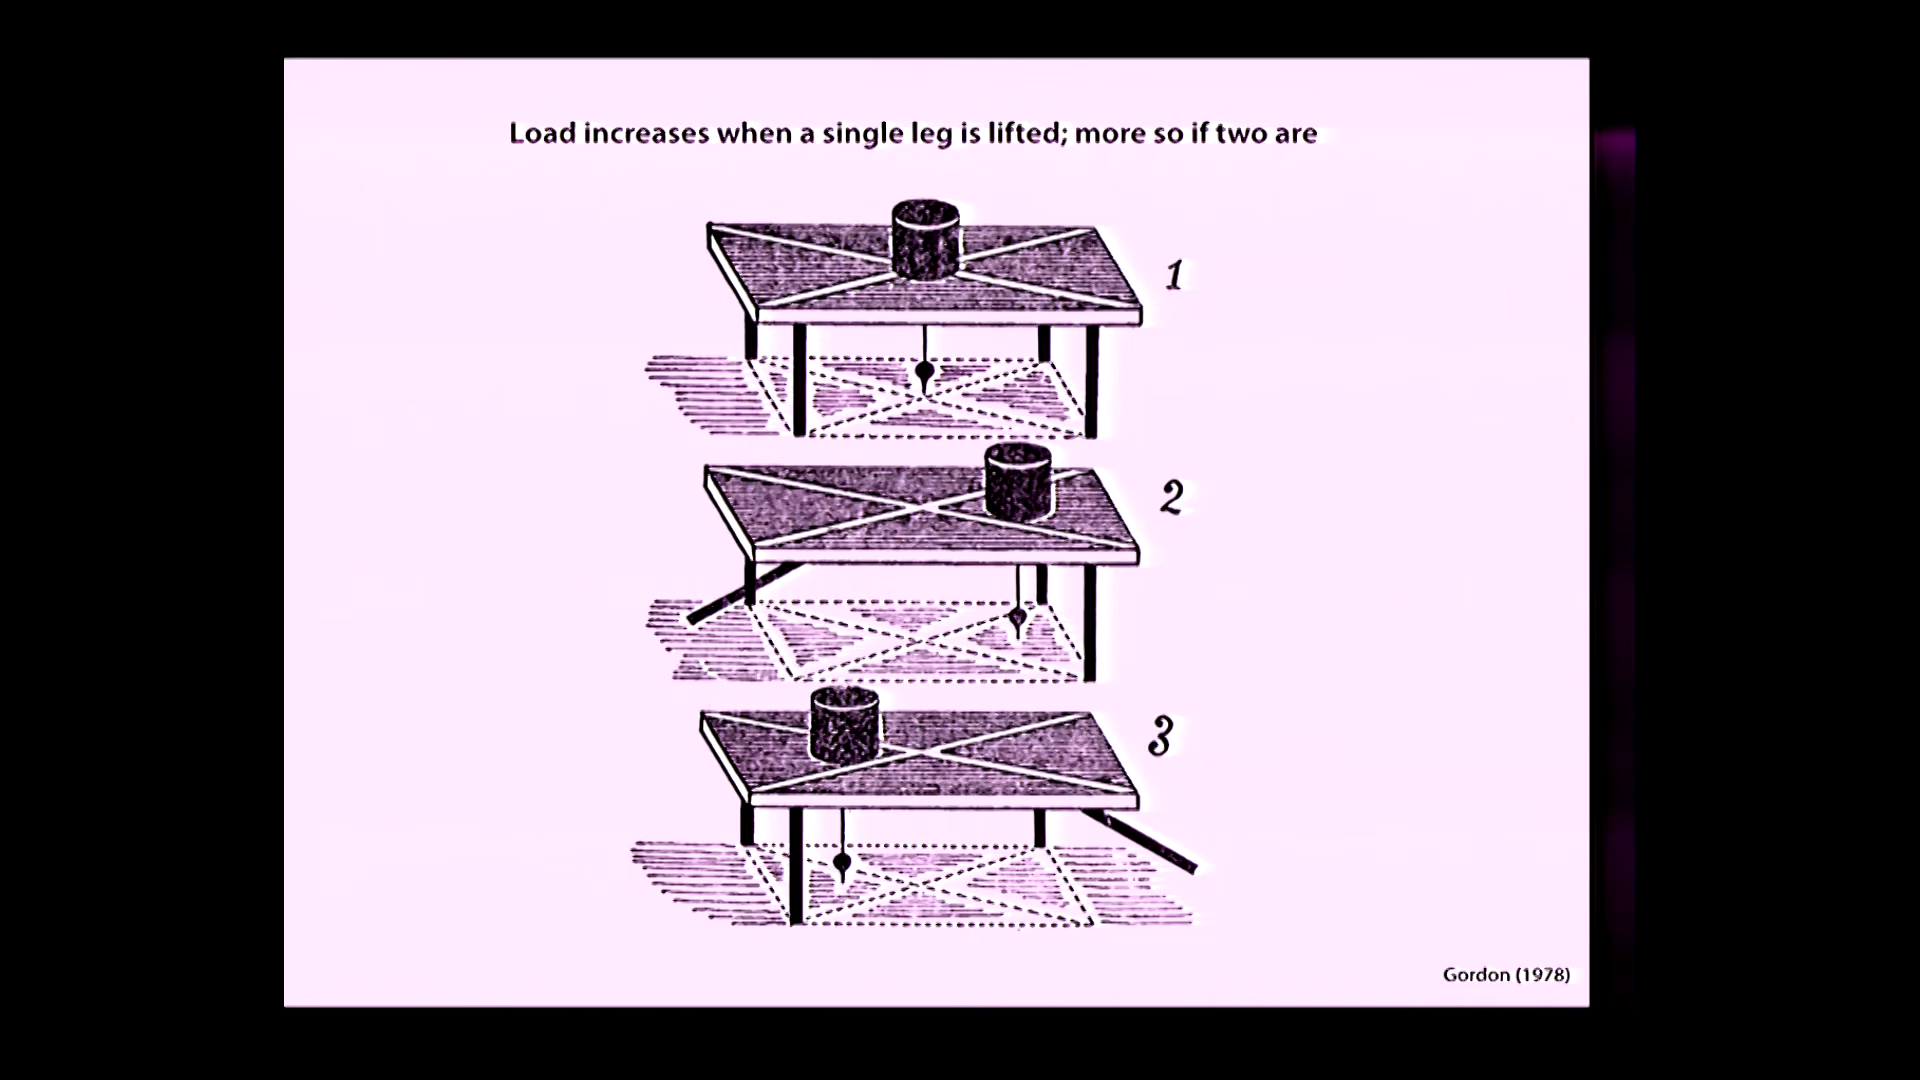 Load increases when a single leg is lifted; more so if two are
1
2
3
Gordon (1978)